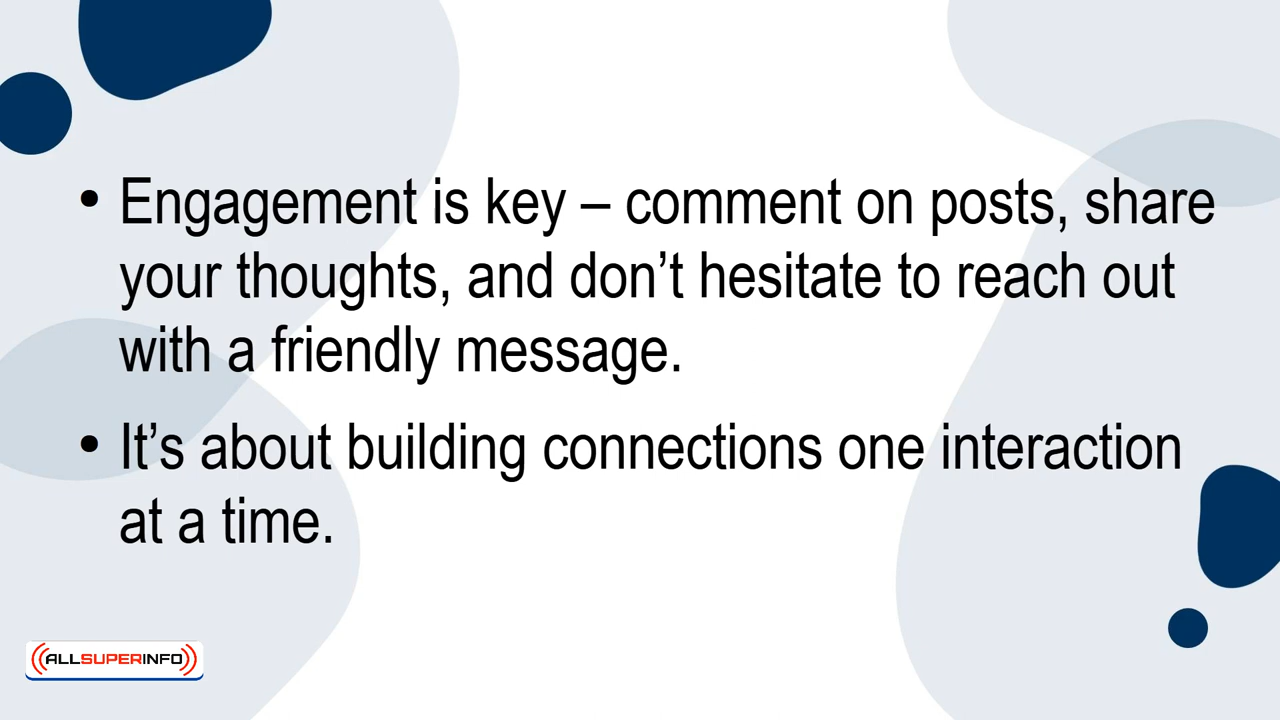 • Engagement is key – comment on posts, share
your thoughts, and don’t hesitate to reach out
with a friendly message.
• It’s about building connections one interaction
at a time.
ALLSUPERINFO